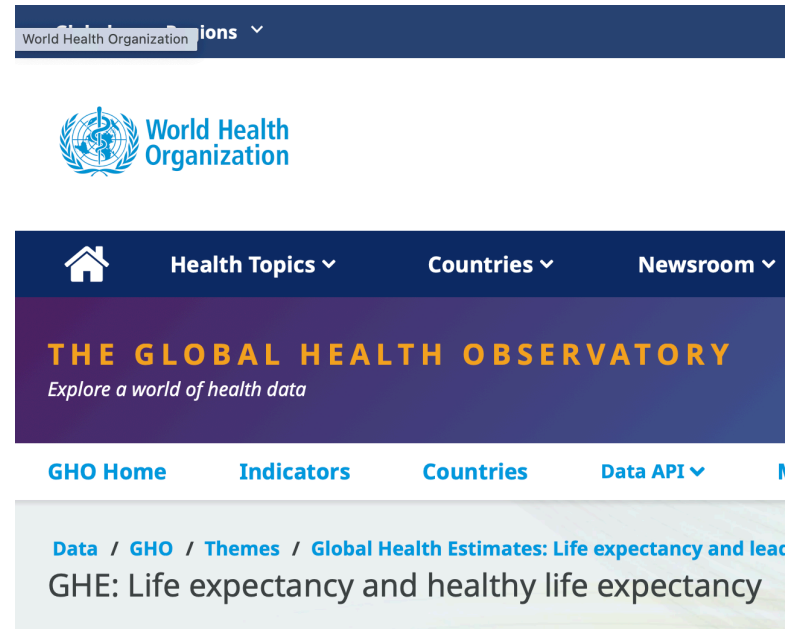 Regions
World Health Organization
World Health
Organization
Health Topics
Countries
Newsroom
THE GLOBAL HEALTH OBSERVATORY
Explore a world of health data
GHO Home
Indicators
Countries
Data API
Data / GHO / Themes / Global Health Estimates: Life expectancy and
GHE: Life expectancy and healthy life expectancy